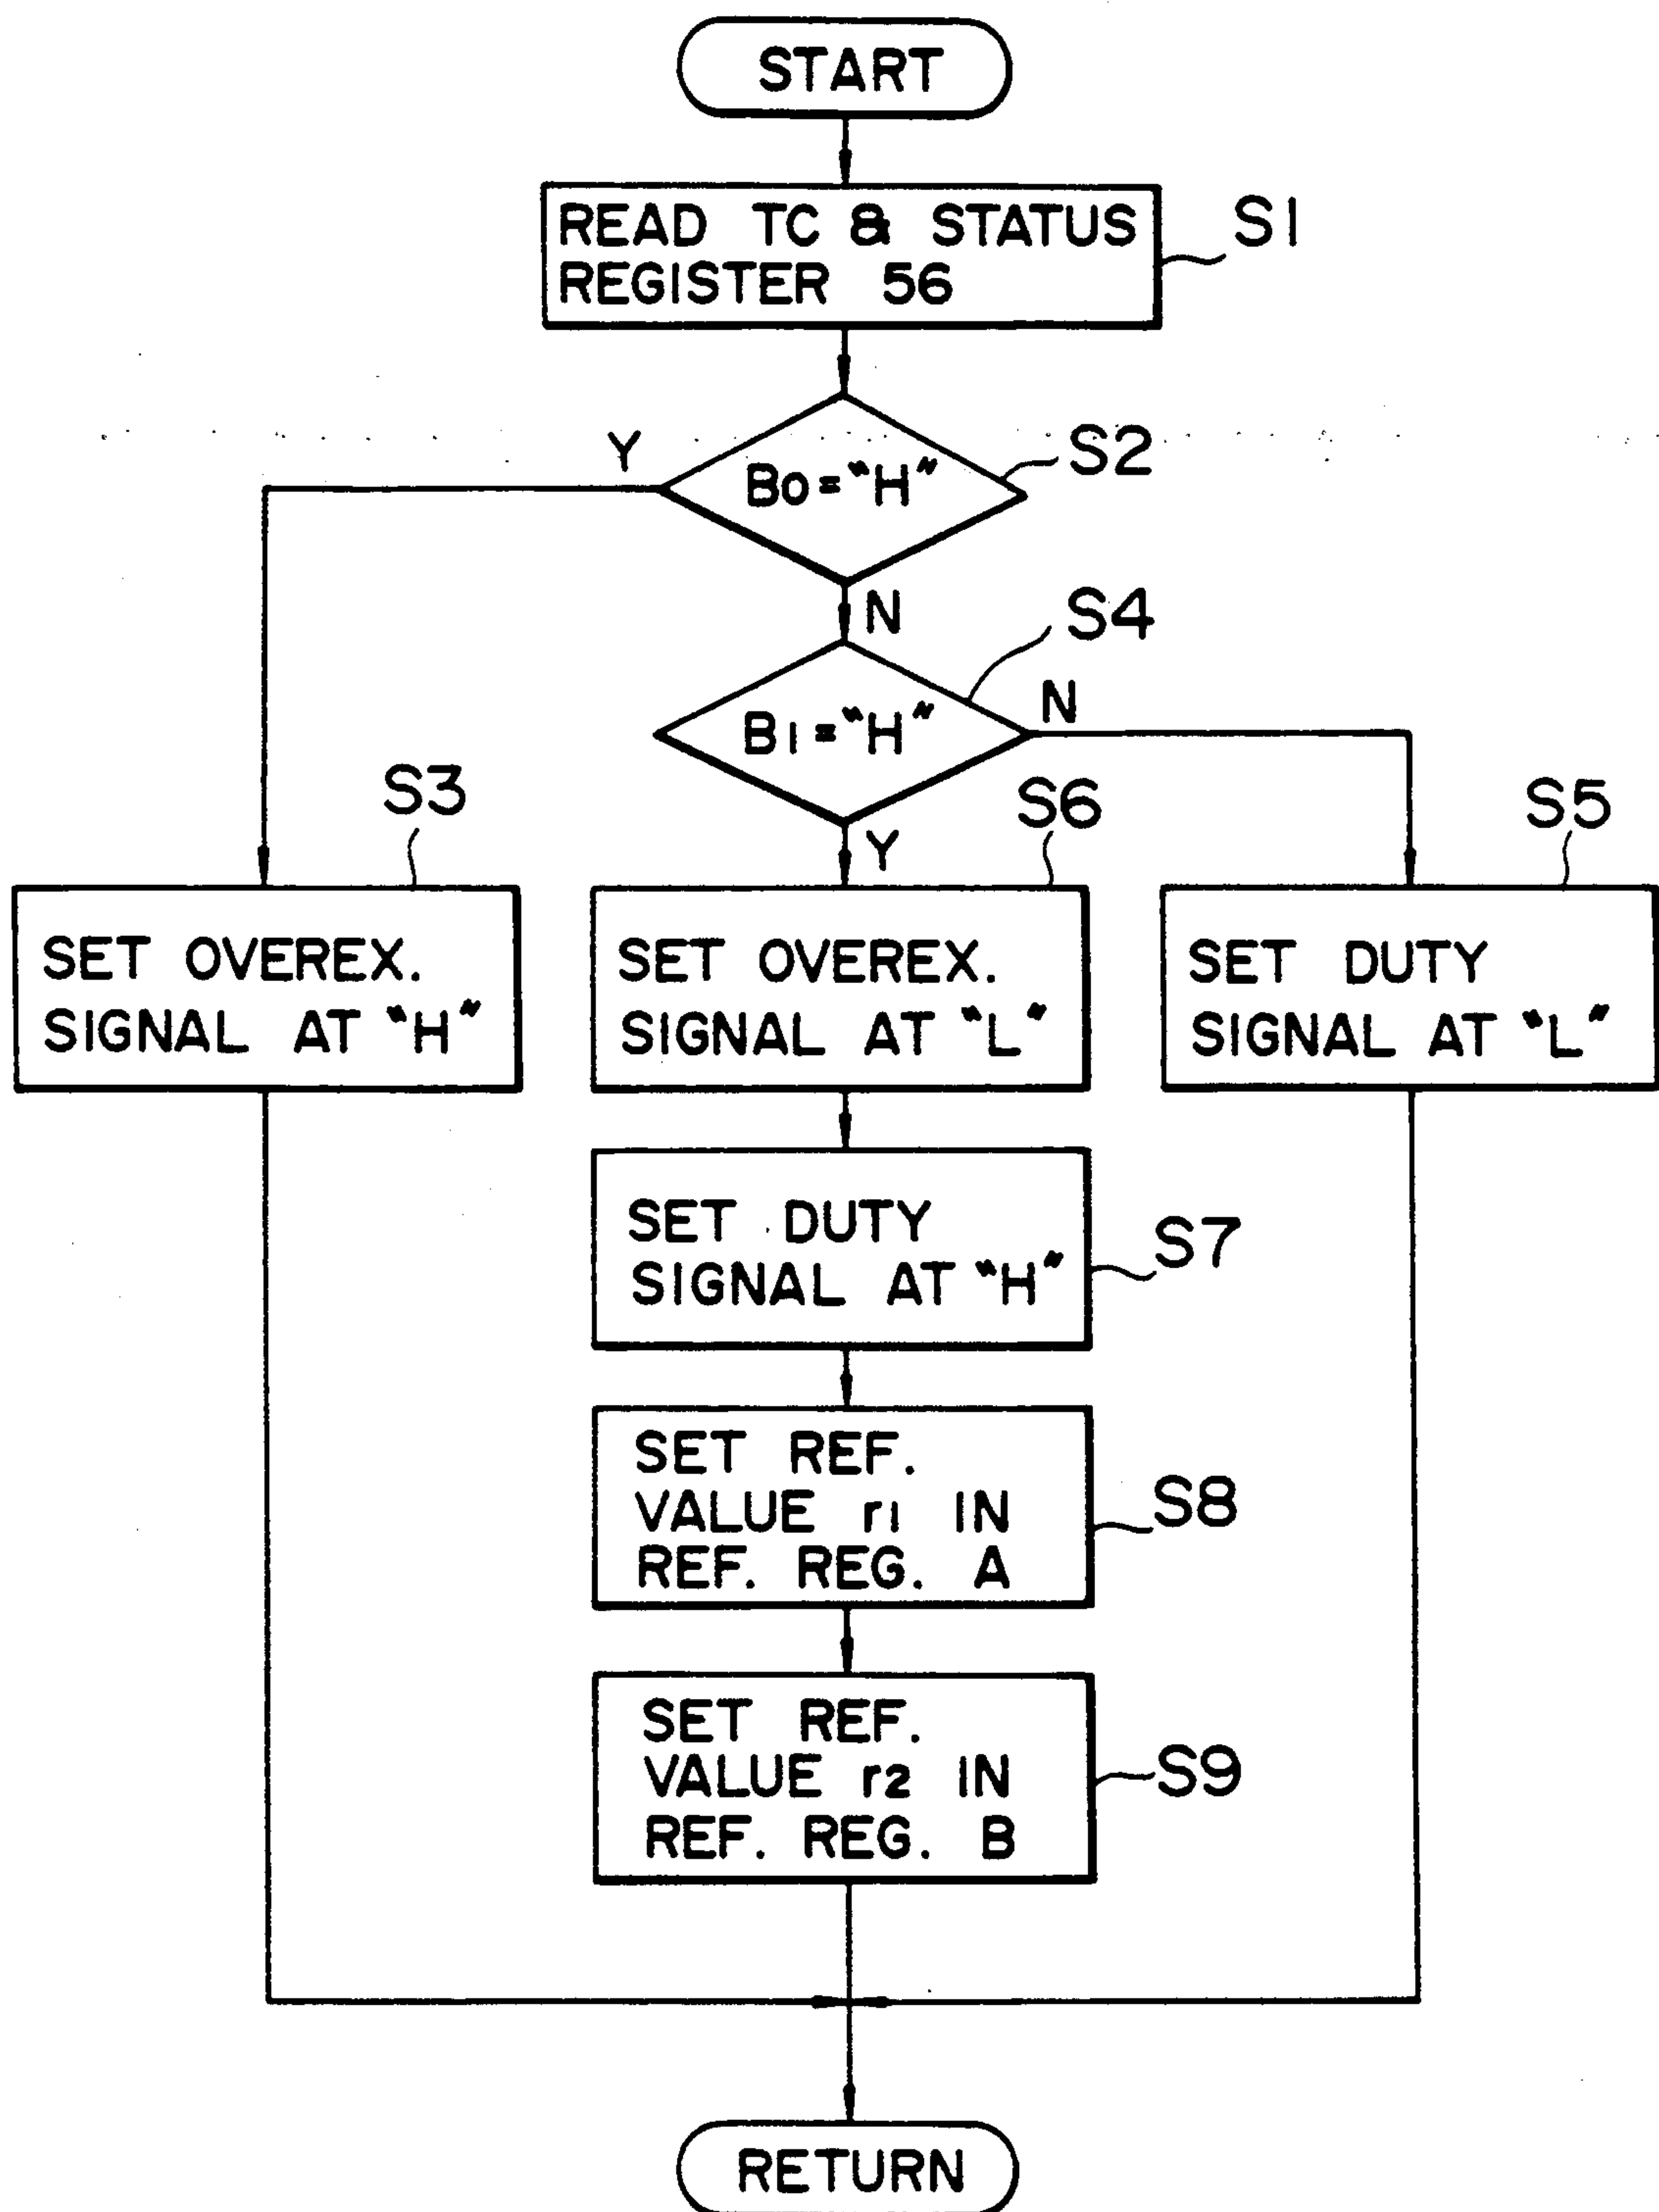 START
READ TC & STATUS
REGISTER 56
S1
Y
B0="H"
S2
N
S4
B1="H"
N
S3
S6
S5
Y
SET OVEREX.
SIGNAL AT "H"
SET OVEREX.
SIGNAL AT "L"
SET DUTY
SIGNAL AT "L"
SET DUTY
SIGNAL AT "H"
S7
SET REF.
VALUE r1 IN
REF. REG. A
S8
SET REF.
VALUE r2 IN
REF. REG. B
S9
RETURN